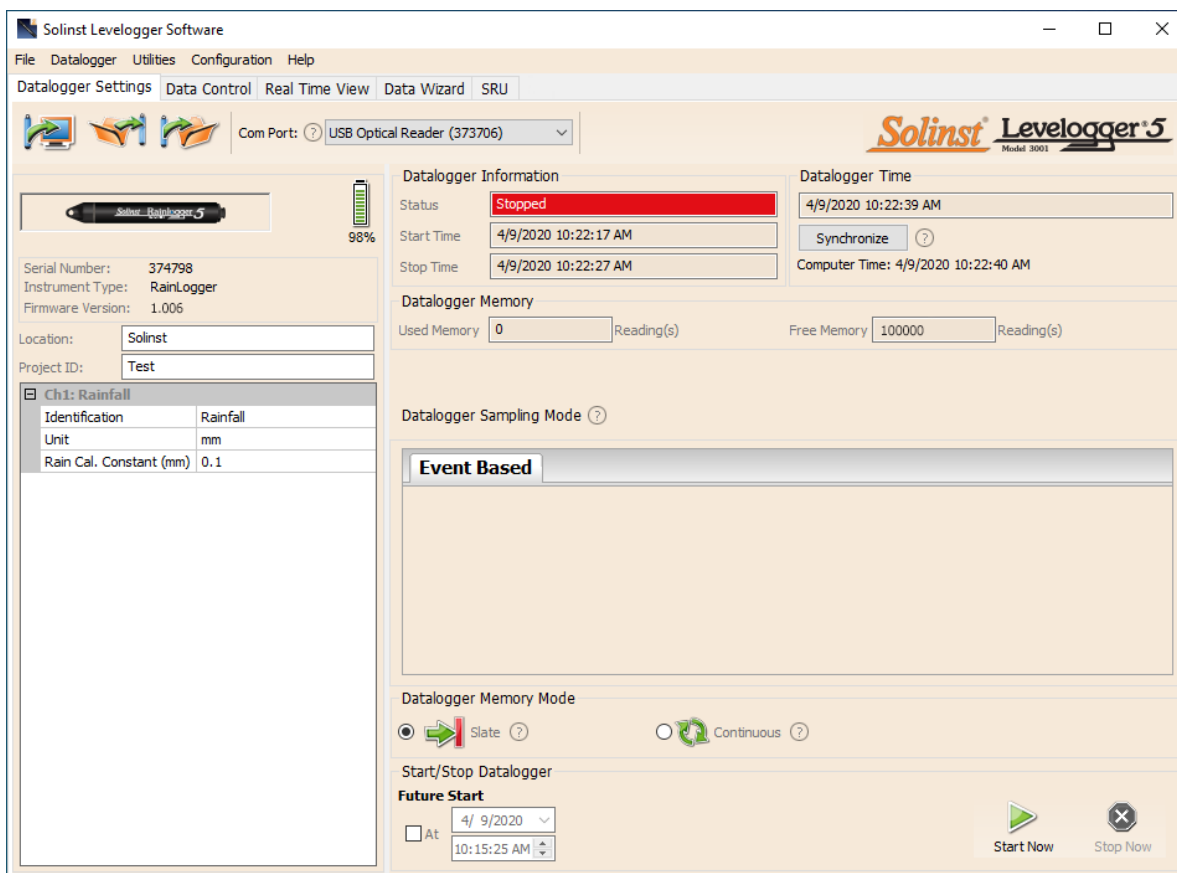 Solinst Levelogger Software
File Datalogger Utilities Configuration Help
Datalogger Settings Data Control Real Time View Data Wizard SRU
Com Port: ? USB Optical Reader (373706)
Solinst® Levelogger® 5
Model 3001
Solinst Rainlogger 5
98%
Serial Number: 374798
Instrument Type: RainLogger
Firmware Version: 1.006
Location: Solinst
Project ID: Test
Ch1: Rainfall
Identification Rainfall
Unit mm
Rain Cal. Constant (mm) 0.1
Datalogger Information
Status Stopped
Start Time 4/9/2020 10:22:17 AM
Stop Time 4/9/2020 10:22:27 AM
Datalogger Time
4/9/2020 10:22:39 AM
Synchronize ?
Computer Time: 4/9/2020 10:22:40 AM
Datalogger Memory
Used Memory 0 Reading(s) Free Memory 100000 Reading(s)
Datalogger Sampling Mode ?
Event Based
Datalogger Memory Mode
Slate ? Continuous ?
Start/Stop Datalogger
Future Start
At 4/ 9/2020
10:15:25 AM
Start Now Stop Now